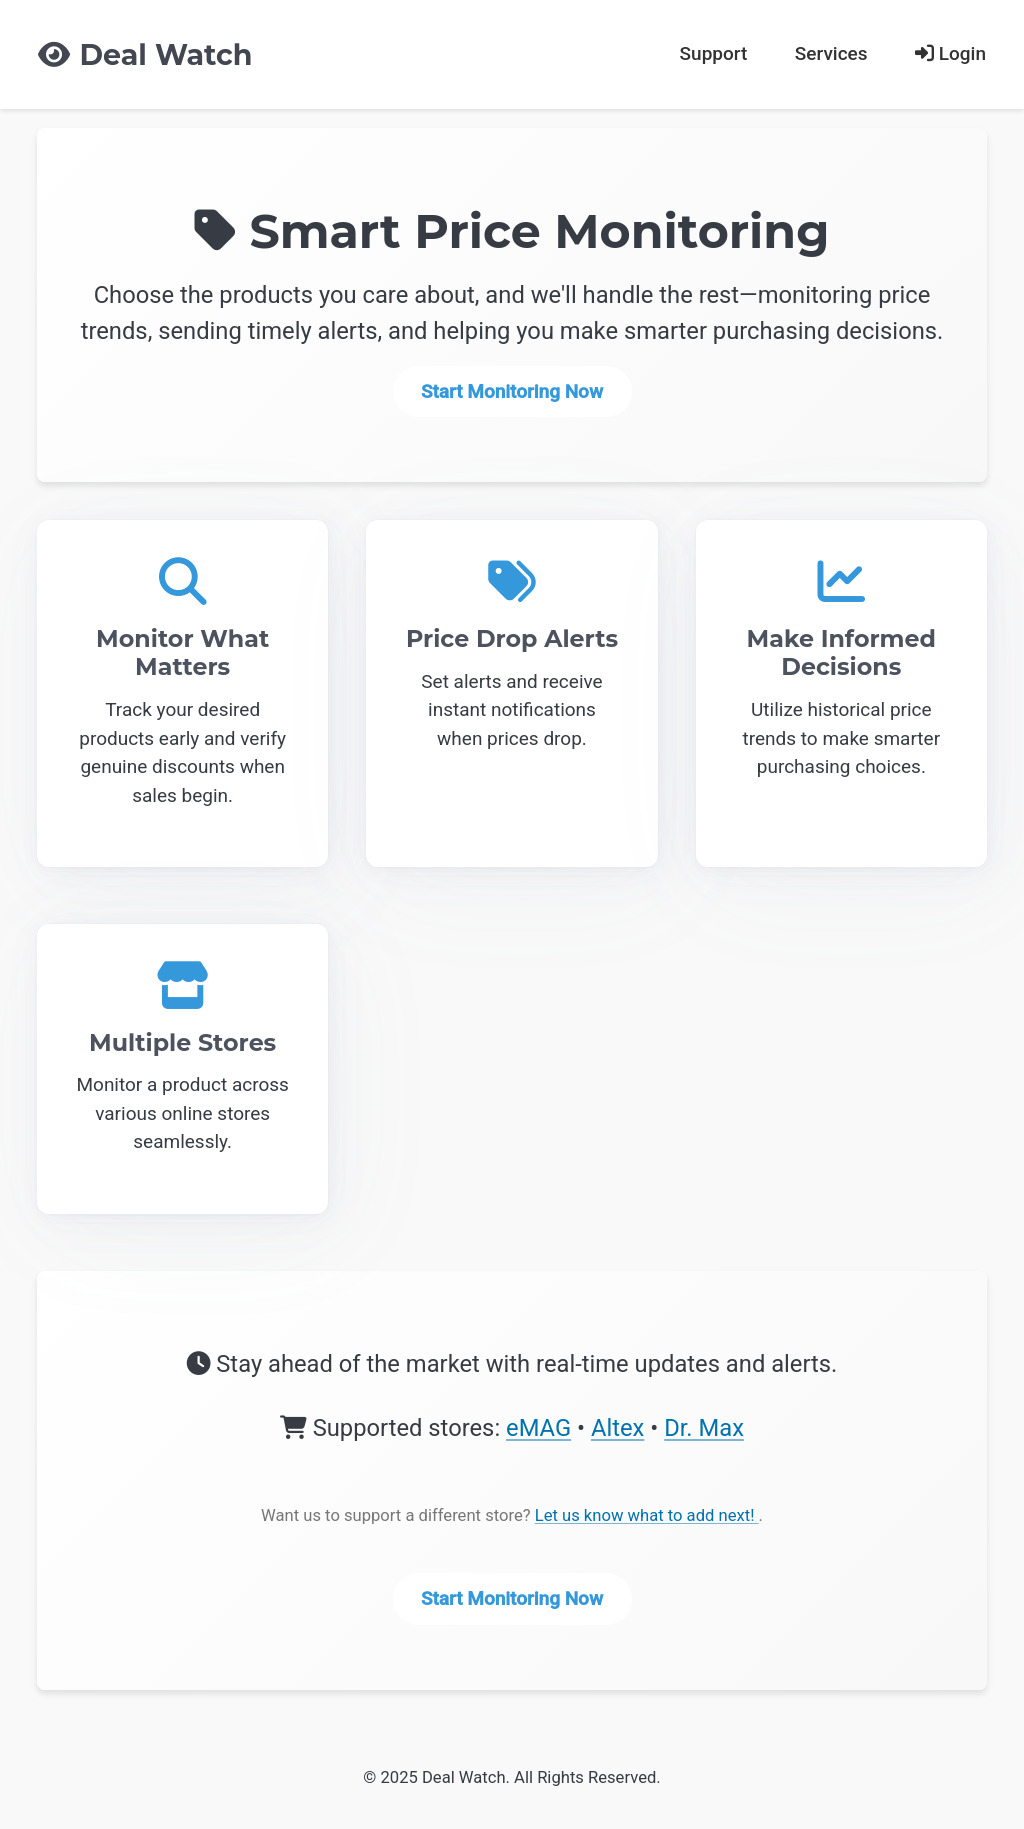 Deal Watch
Support
Services
Login
Smart Price Monitoring
Choose the products you care about, and we'll handle the rest—monitoring price
trends, sending timely alerts, and helping you make smarter purchasing decisions.
Start Monitoring Now
Monitor What
Matters
Track your desired
products early and verify
genuine discounts when
sales begin.
Price Drop Alerts
Set alerts and receive
instant notifications
when prices drop.
Make Informed
Decisions
Utilize historical price
trends to make smarter
purchasing choices.
Multiple Stores
Monitor a product across
various online stores
seamlessly.
Stay ahead of the market with real-time updates and alerts.
Supported stores: eMAG • Altex • Dr. Max
Want us to support a different store? Let us know what to add next! .
Start Monitoring Now
© 2025 Deal Watch. All Rights Reserved.